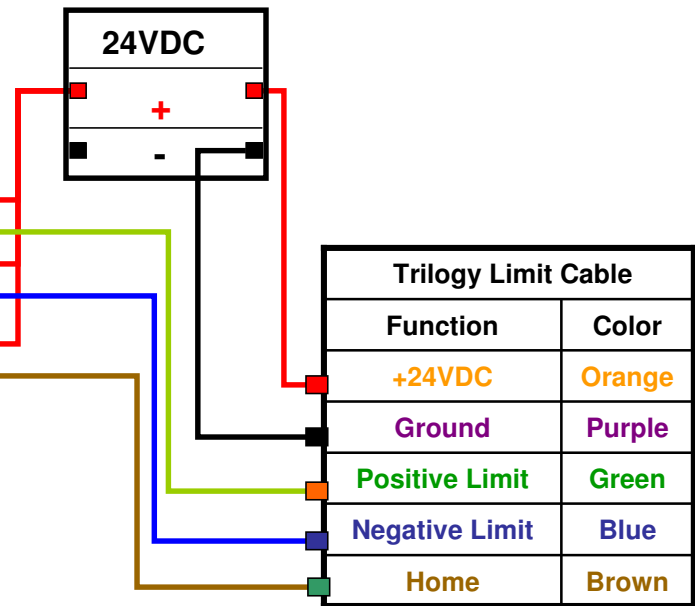 24VDC
+
-
Trilogy Limit Cable
Function Color
+24VDC Orange
Ground Purple
Positive Limit Green
Negative Limit Blue
Home Brown